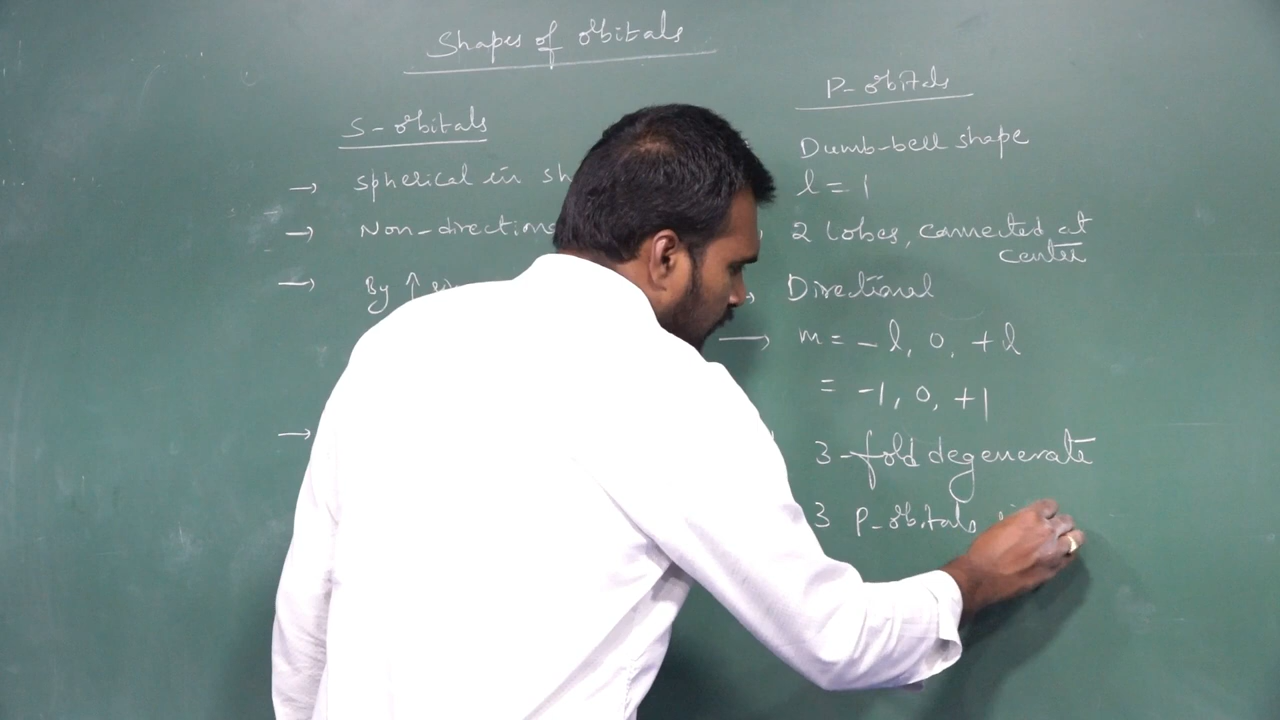 Shapes of orbitals
S-orbitals
→ spherical in sh
→ Non-directiona
→ By ↑
→
P-orbitals
Dumb-bell shape
l = 1
2 lobes, connected at
center
Directional
→ m = -l, 0, +l
= -1, 0, +1
3-fold degenerate
3 P-orbitals